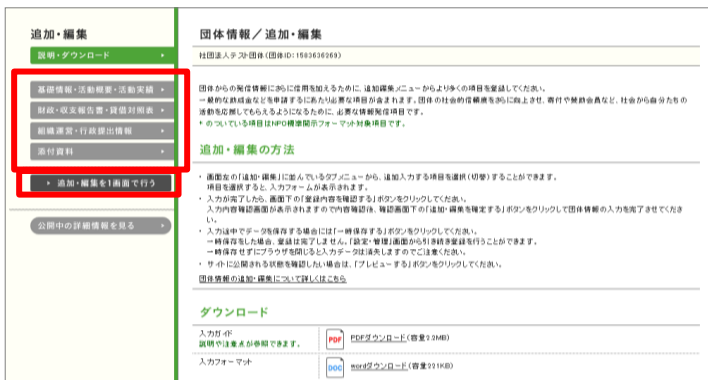 追加・編集
説明・ダウンロード
基礎情報・活動概要・活動実績
財政・収支報告書・貸借対照表
組織運営・行政提出情報
添付資料
追加・編集を1画面で行う
公開中の詳細情報を見る
団体情報／追加・編集
社団法人テスト団体(団体ID:1583636269)
団体からの発信情報にさらに信用を加えるために、追加編集メニューからより多くの項目を登録してください。
一般的な助成金などを申請するにあたり必要な項目が含まれます。団体の社会的信頼度をさらに向上させ、寄付や賛助会員など、社会から自分たちの
活動を応援してもらえるようになるために、必要な情報発信項目です。
* のついている項目はNPO標準開示フォーマット対象項目です。
追加・編集の方法
・ 画面左の「追加・編集」に並んでいるタブメニューから、追加入力する項目を選択(切替)することができます。
項目を選択すると、入力フォームが表示されます。
・ 入力が完了したら、画面下の「登録内容を確認する」ボタンをクリックしてください。
入力内容確認画面が表示されますので内容確認後、確認画面下の「追加・編集を確定する」ボタンをクリックして団体情報の入力を完了させてくださ
い。
・ 入力途中でデータを保存する場合には「一時保存する」ボタンをクリックしてください。
一時保存をした場合、登録は完了しません。「設定・管理」画面から引き続き登録を行うことができます。
一時保存せずにブラウザを閉じると入力データは消失しますのでご注意ください。
・ サイトに公開される状態を確認したい場合は、「プレビューする」ボタンをクリックしてください。
団体情報の追加・編集について詳しくはこちら
ダウンロード
入力ガイド
説明や注意点が参照できます。
PDF PDFダウンロード(容量2.2MB)
入力フォーマット
DOC wordダウンロード(容量221KB)